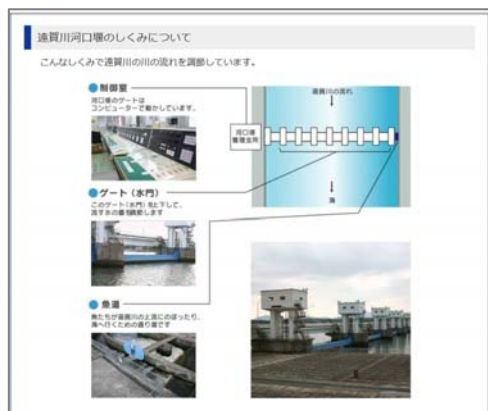 遠賀川河口堰のしくみについて
こんなしくみで遠賀川の川の流れを調節しています。
制御室
河口堰のゲートは
コンピューターで動かしています。
遠賀川の流れ
河口堰
管理支所
海
ゲート(水門)
このゲート(水門)を上下して、
流す水の量を調節します
魚道
魚たちが遠賀川の上流にのぼったり、
海へ行くための通り道です